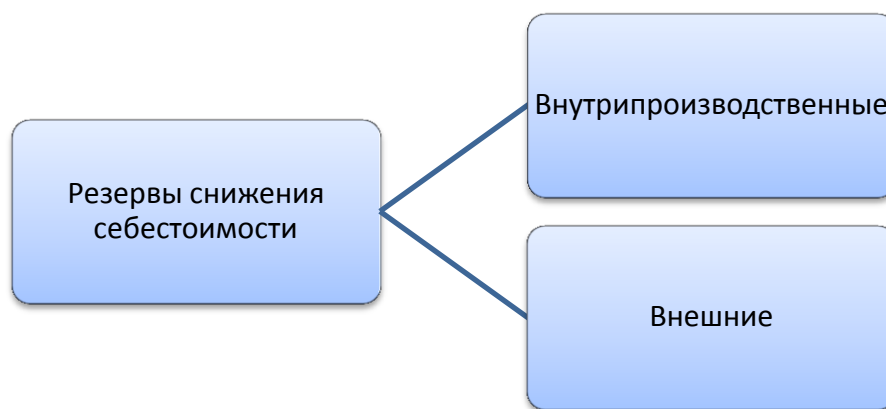 Резервы снижения
себестоимости
Внутрипроизводственные
Внешние